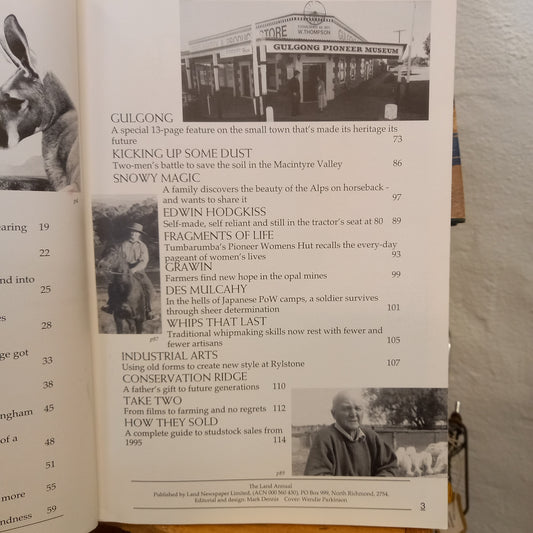 STORE
W. THOMPSON
GULGONG PIONEER MUSEUM
p4
earing 19
22
nd into
25
es
28
ge got
33
38
ingham 45
of a
48
51
55
more
ndness 59
GULGONG
A special 13-page feature on the small town that's made its heritage its
future 73
KICKING UP SOME DUST
Two-men's battle to save the soil in the Macintyre Valley 86
SNOWY MAGIC
A family discovers the beauty of the Alps on horseback -
and wants to share it 97
EDWIN HODGKISS
Self-made, self reliant and still in the tractor's seat at 80 89
FRAGMENTS OF LIFE
Tumbarumba's Pioneer Womens Hut recalls the every-day
pageant of women's lives 93
GRAWIN
Farmers find new hope in the opal mines 99
DES MULCAHY
In the hells of Japanese PoW camps, a soldier survives
through sheer determination 101
WHIPS THAT LAST
Traditional whipmaking skills now rest with fewer and
fewer artisans 105
p97
INDUSTRIAL ARTS
Using old forms to create new style at Rylstone 107
CONSERVATION RIDGE
A father's gift to future generations 110
TAKE TWO
From films to farming and no regrets 112
HOW THEY SOLD
A complete guide to studstock sales from
1995 114
p89
The Land Annual
Published by Land Newspaper Limited, (ACN 000 560 430), PO Box 999, North Richmond, 2754.
Editorial and design: Mark Dennis Cover: Wendie Parkinson
3